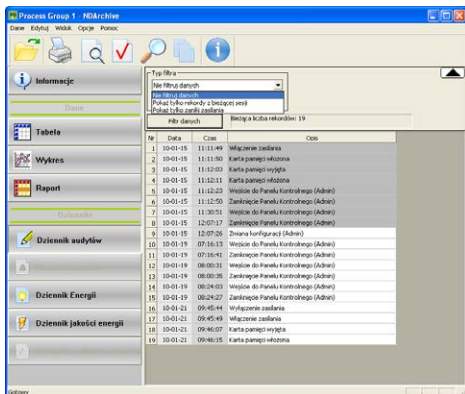 Process Group 1 - NDArchive
Dane Edytuj Widok Opcje Pomoc
Informacje
Dane
Tabela
Wykres
Raport
Dzienniki
Dziennik audytów
Dziennik Energii
Dziennik jakości energii
Typ filtra
Nie filtruj danych
Nie filtruj danych
Pokaż tylko rekordy z bieżącej sesji
Pokaż tylko zaniki zasilania
Filtr danych
Bieżąca liczba rekordów: 19
Nr Data Czas Opis
1 10-01-15 11:11:49 Włączenie zasilania
2 10-01-15 11:11:50 Karta pamięci włożona
3 10-01-15 11:12:03 Karta pamięci wyjęta
4 10-01-15 11:12:11 Karta pamięci włożona
5 10-01-15 11:12:23 Wejście do Panelu Kontrolnego (Admin)
6 10-01-15 11:12:50 Zamknięcie Panelu Kontrolnego (Admin)
7 10-01-15 11:30:51 Wejście do Panelu Kontrolnego (Admin)
8 10-01-15 12:07:17 Zamknięcie Panelu Kontrolnego (Admin)
9 10-01-15 12:07:26 Zmiana konfiguracji (Admin)
10 10-01-19 07:16:13 Wejście do Panelu Kontrolnego (Admin)
11 10-01-19 07:16:41 Zamknięcie Panelu Kontrolnego (Admin)
12 10-01-19 08:00:31 Wejście do Panelu Kontrolnego (Admin)
13 10-01-19 08:00:35 Zamknięcie Panelu Kontrolnego (Admin)
14 10-01-19 08:24:03 Wejście do Panelu Kontrolnego (Admin)
15 10-01-19 08:24:27 Zamknięcie Panelu Kontrolnego (Admin)
16 10-01-21 09:45:44 Wyłączenie zasilania
17 10-01-21 09:45:49 Włączenie zasilania
18 10-01-21 09:46:07 Karta pamięci wyjęta
19 10-01-21 09:46:15 Karta pamięci włożona
Gotowy